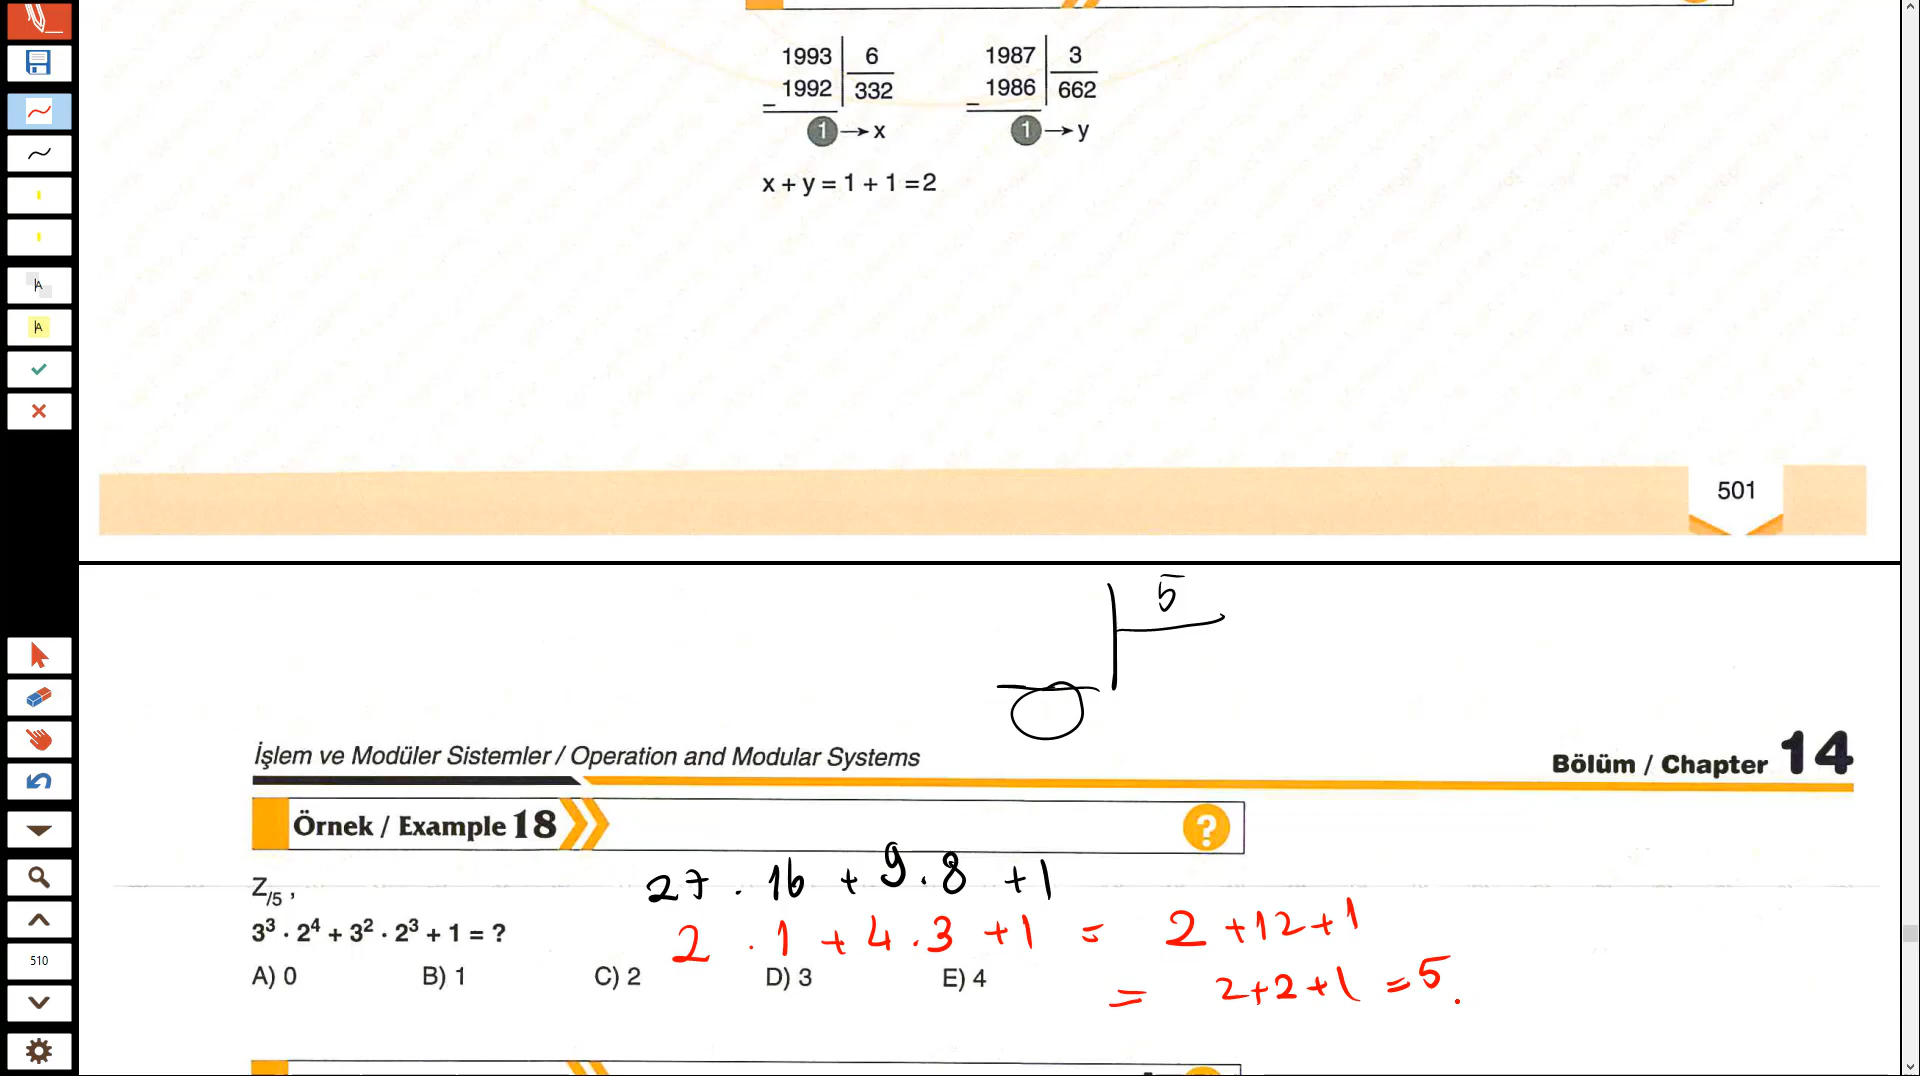 1993 6
1992 332
1 → x
1987 3
1986 662
1 → y
x + y = 1 + 1 = 2
501
5
İşlem ve Modüler Sistemler / Operation and Modular Systems
Bölüm / Chapter 14
Örnek / Example 18
?
Z/5 ,
27 . 16 + 9 . 8 + 1
3³ · 2⁴ + 3² · 2³ + 1 = ?
2 . 1 + 4 . 3 + 1 = 2 + 12 + 1
A) 0 B) 1 C) 2 D) 3 E) 4
= 2 + 2 + 1 = 5.
510